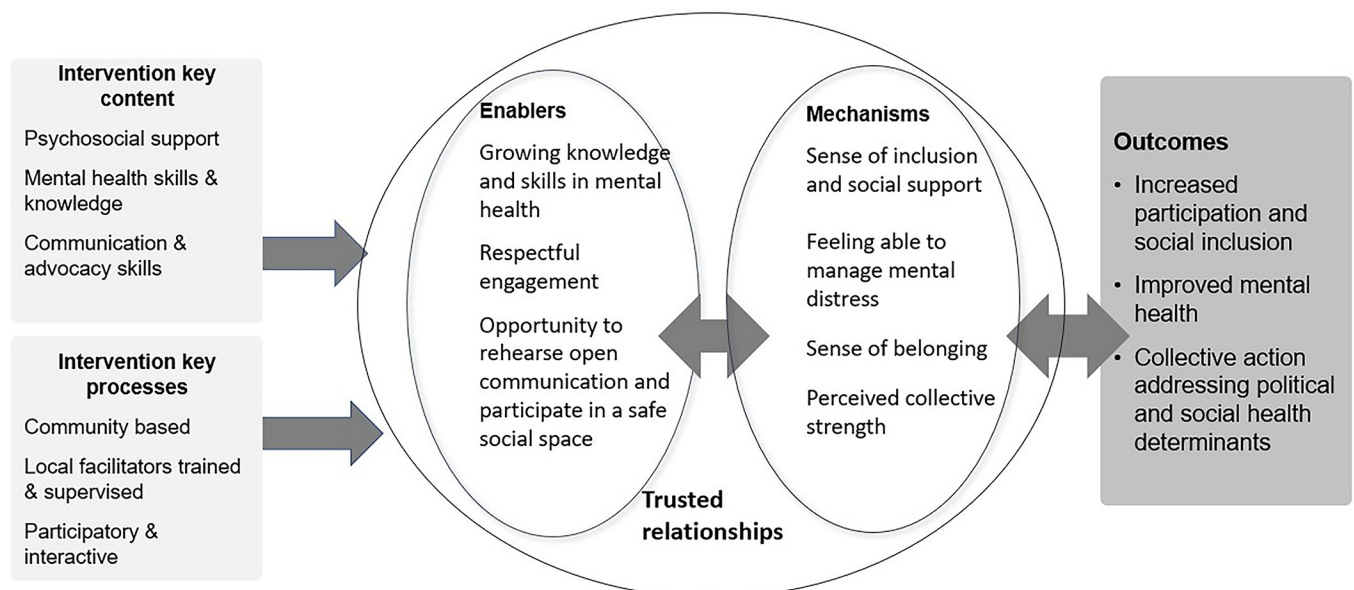 Intervention key
content
Psychosocial support
Mental health skills &
knowledge
Communication &
advocacy skills
Intervention key
processes
Community based
Local facilitators trained
& supervised
Participatory &
interactive
Enablers
Growing knowledge
and skills in mental
health
Respectful
engagement
Opportunity to
rehearse open
communication and
participate in a safe
social space
Trusted
relationships
Mechanisms
Sense of inclusion
and social support
Feeling able to
manage mental
distress
Sense of belonging
Perceived collective
strength
Outcomes
• Increased
participation and
social inclusion
• Improved mental
health
• Collective action
addressing political
and social health
determinants